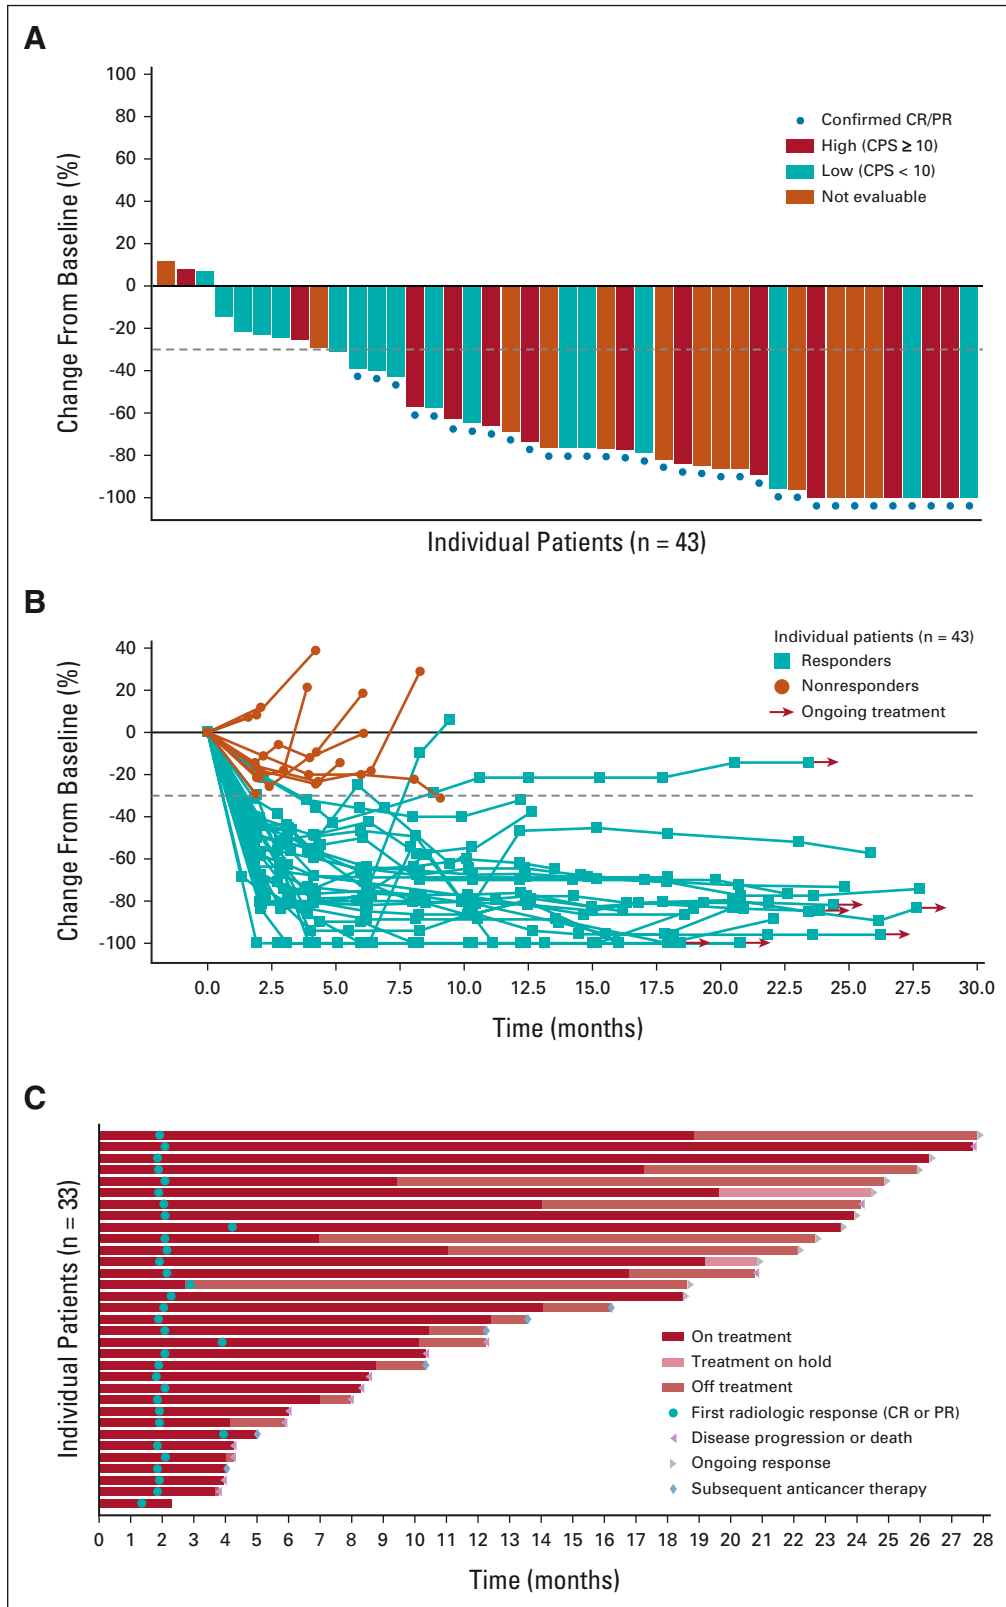 A
Change From Baseline (%)
100
80
60
40
20
0
-20
-40
-60
-80
-100
Confirmed CR/PR
High (CPS ≥ 10)
Low (CPS < 10)
Not evaluable
Individual Patients (n = 43)
B
Change From Baseline (%)
40
20
0
-20
-40
-60
-80
-100
Individual patients (n = 43)
Responders
Nonresponders
Ongoing treatment
0.0 2.5 5.0 7.5 10.0 12.5 15.0 17.5 20.0 22.5 25.0 27.5 30.0
Time (months)
C
Individual Patients (n = 33)
On treatment
Treatment on hold
Off treatment
First radiologic response (CR or PR)
Disease progression or death
Ongoing response
Subsequent anticancer therapy
0 1 2 3 4 5 6 7 8 9 10 11 12 13 14 15 16 17 18 19 20 21 22 23 24 25 26 27 28
Time (months)